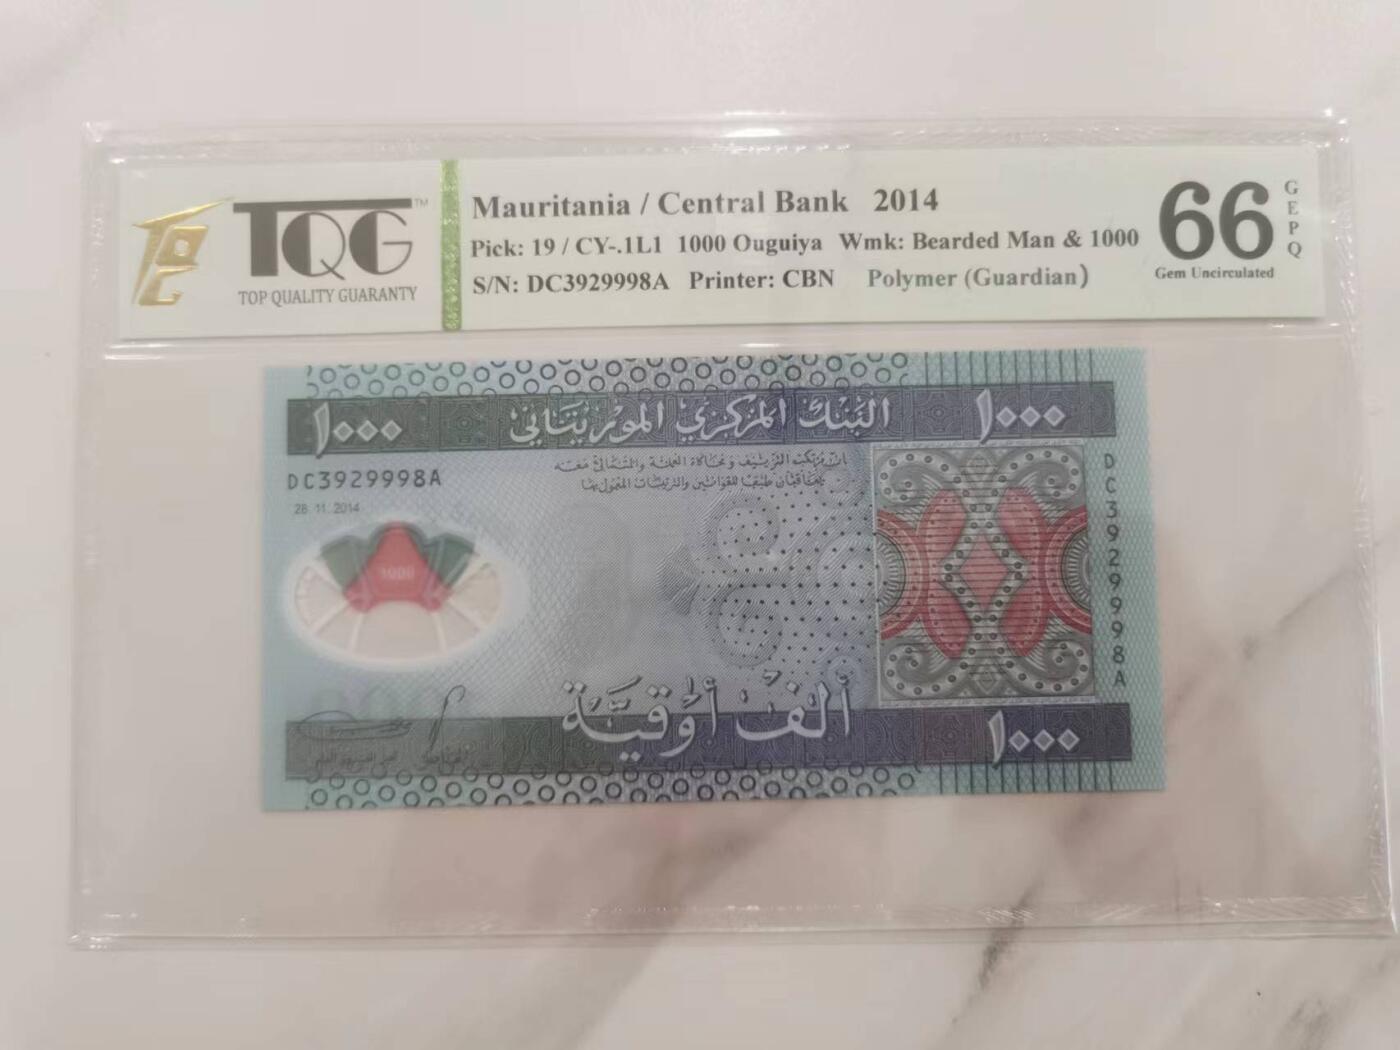 TQG™
TOP QUALITY GUARANTY
Mauritania / Central Bank 2014
Pick: 19 / CY-.1L1 1000 Ouguiya Wmk: Bearded Man & 1000
S/N: DC3929998A Printer: CBN Polymer (Guardian)
66
GEPQ
Gem Uncirculated
1000
البنك المركزي الموريتاني
1000
DC3929998A
28.11.2014
1000
DC3929998A
ألف أوقية
1000